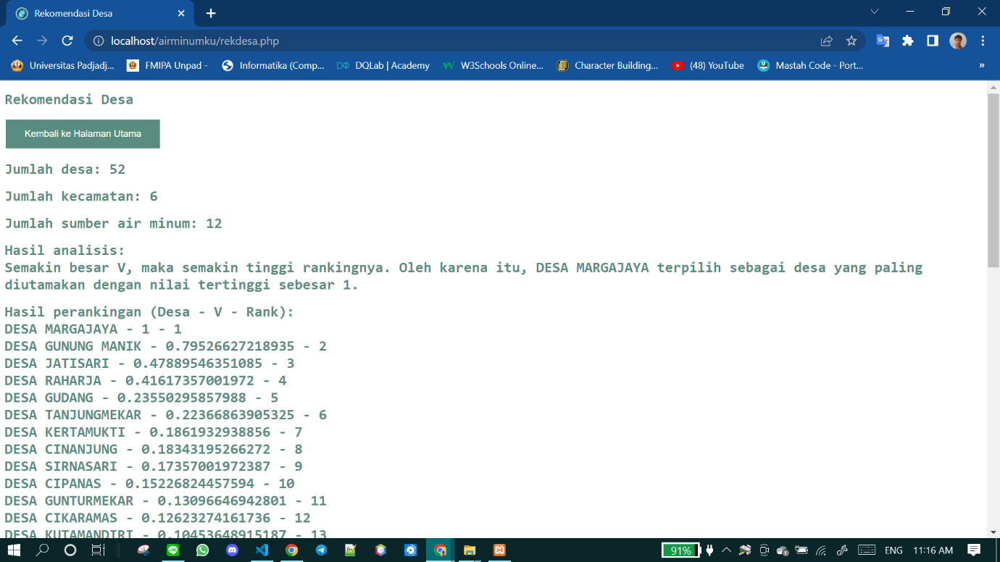 Rekomendasi Desa
localhost/airminumku/rekdesa.php
Universitas Padjadj... FMIPA Unpad - Informatika (Comp... DQLab | Academy W3Schools Online... Character Building... (48) YouTube Mastah Code - Port... »
Rekomendasi Desa
Kembali ke Halaman Utama
Jumlah desa: 52
Jumlah kecamatan: 6
Jumlah sumber air minum: 12
Hasil analisis:
Semakin besar V, maka semakin tinggi rankingnya. Oleh karena itu, DESA MARGAJAYA terpilih sebagai desa yang paling
diutamakan dengan nilai tertinggi sebesar 1.
Hasil perankingan (Desa - V - Rank):
DESA MARGAJAYA - 1 - 1
DESA GUNUNG MANIK - 0.79526627218935 - 2
DESA JATISARI - 0.47889546351085 - 3
DESA RAHARJA - 0.41617357001972 - 4
DESA GUDANG - 0.23550295857988 - 5
DESA TANJUNGMEKAR - 0.22366863905325 - 6
DESA KERTAMUKTI - 0.1861932938856 - 7
DESA CINANJUNG - 0.18343195266272 - 8
DESA SIRNASARI - 0.17357001972387 - 9
DESA CIPANAS - 0.15226824457594 - 10
DESA GUNTURMEKAR - 0.13096646942801 - 11
DESA CIKARAMAS - 0.12623274161736 - 12
DESA KUTAMANDIRI - 0.10453648915187 - 13
91% ENG 11:16 AM